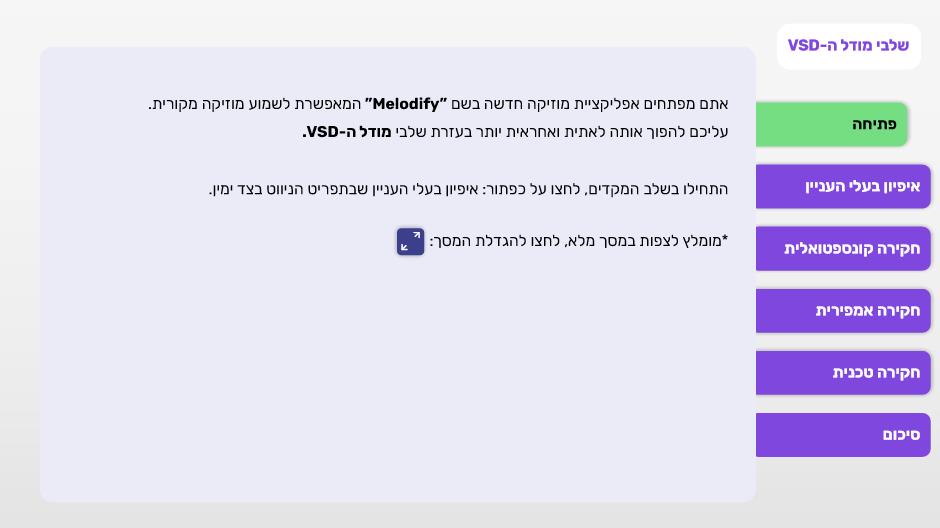 שלבי מודל ה-VSD
פתיחה
איפיון בעלי העניין
חקירה קונספטואלית
חקירה אמפירית
חקירה טכנית
סיכום
אתם מפתחים אפליקציית מוזיקה חדשה בשם "Melodify" המאפשרת לשמוע מוזיקה מקורית.
עליכם להפוך אותה לאתית ואחראית יותר בעזרת שלבי מודל ה-VSD.
התחילו בשלב המקדים, לחצו על כפתור: איפיון בעלי העניין שבתפריט הניווט בצד ימין.
*מומלץ לצפות במסך מלא, לחצו להגדלת המסך: